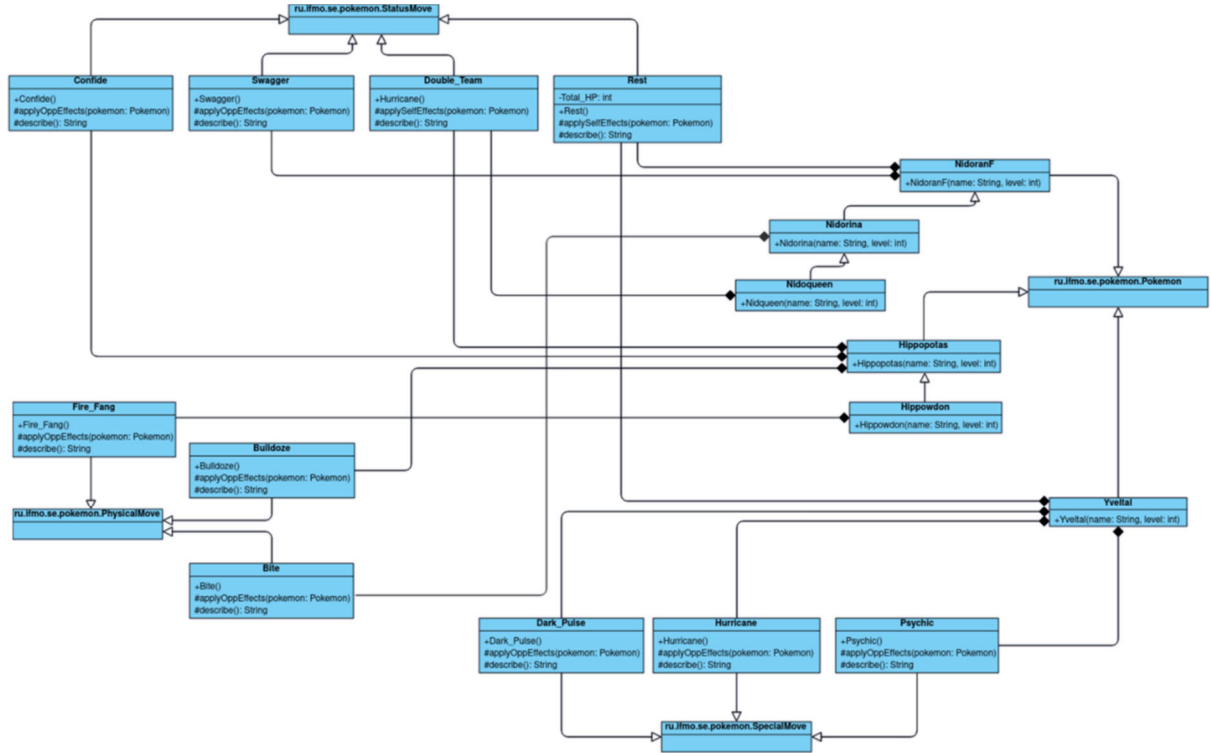 ru.ifmo.se.pokemon.StatusMove
Confide
+Confide()
#applyOppEffects(pokemon: Pokemon)
#describe(): String
Swagger
+Swagger()
#applyOppEffects(pokemon: Pokemon)
#describe(): String
Double_Team
+Hurricane()
#applySelfEffects(pokemon: Pokemon)
#describe(): String
Rest
-Total_HP: int
+Rest()
#applySelfEffects(pokemon: Pokemon)
#describe(): String
NidoranF
+NidoranF(name: String, level: int)
Nidorina
+Nidorina(name: String, level: int)
Nidoqueen
+Nidqueen(name: String, level: int)
ru.ifmo.se.pokemon.Pokemon
Hippopotas
+Hippopotas(name: String, level: int)
Hippowdon
+Hippowdon(name: String, level: int)
Fire_Fang
+Fire_Fang()
#applyOppEffects(pokemon: Pokemon)
#describe(): String
Bulldoze
+Bulldoze()
#applyOppEffects(pokemon: Pokemon)
#describe(): String
ru.ifmo.se.pokemon.PhysicalMove
Bite
+Bite()
#applyOppEffects(pokemon: Pokemon)
#describe(): String
Yveltal
+Yveltal(name: String, level: int)
Dark_Pulse
+Dark_Pulse()
#applyOppEffects(pokemon: Pokemon)
#describe(): String
Hurricane
+Hurricane()
#applyOppEffects(pokemon: Pokemon)
#describe(): String
Psychic
+Psychic()
#applyOppEffects(pokemon: Pokemon)
#describe(): String
ru.ifmo.se.pokemon.SpecialMove